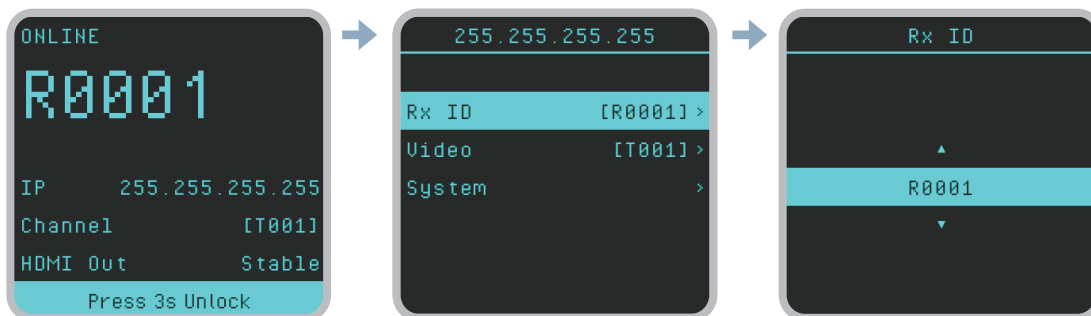 ONLINE
R0001
IP 255.255.255.255
Channel [T001]
HDMI Out Stable
Press 3s Unlock
255.255.255.255
Rx ID [R0001] >
Video [T001] >
System >
Rx ID
▲
R0001
▼